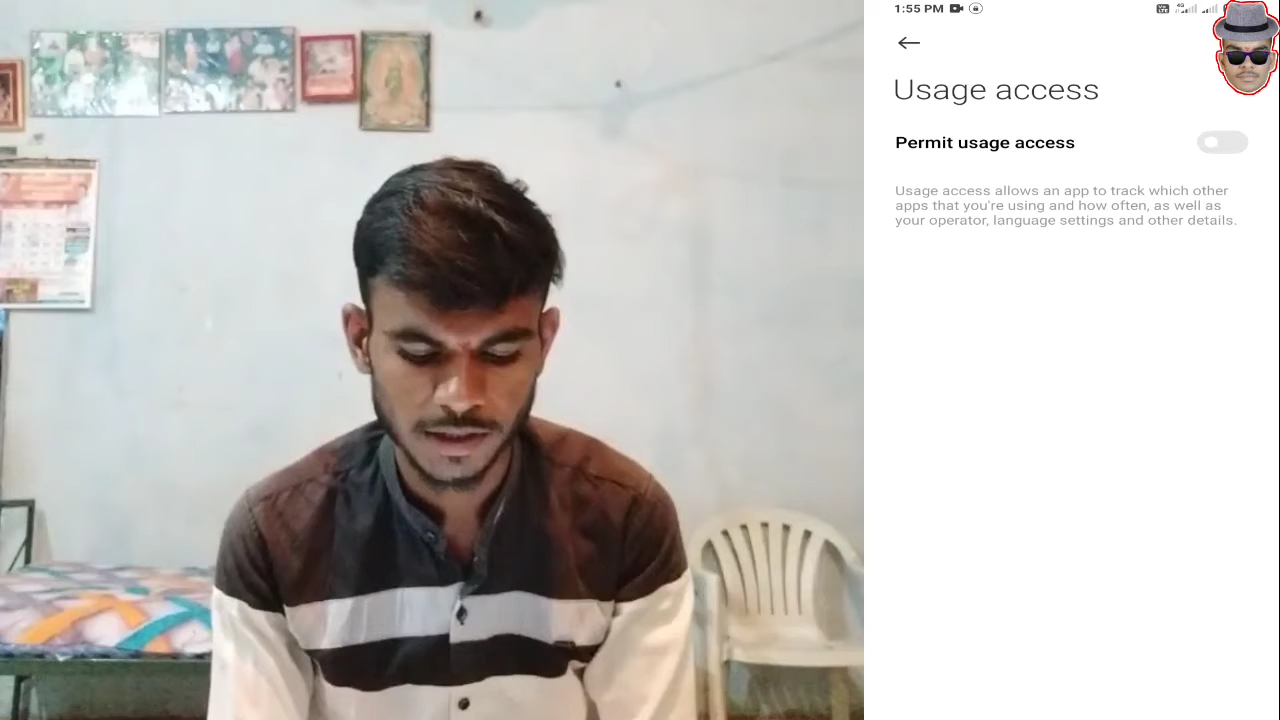 1:55 PM
4G
Usage access
Permit usage access
Usage access allows an app to track which other
apps that you're using and how often, as well as
your operator, language settings and other details.